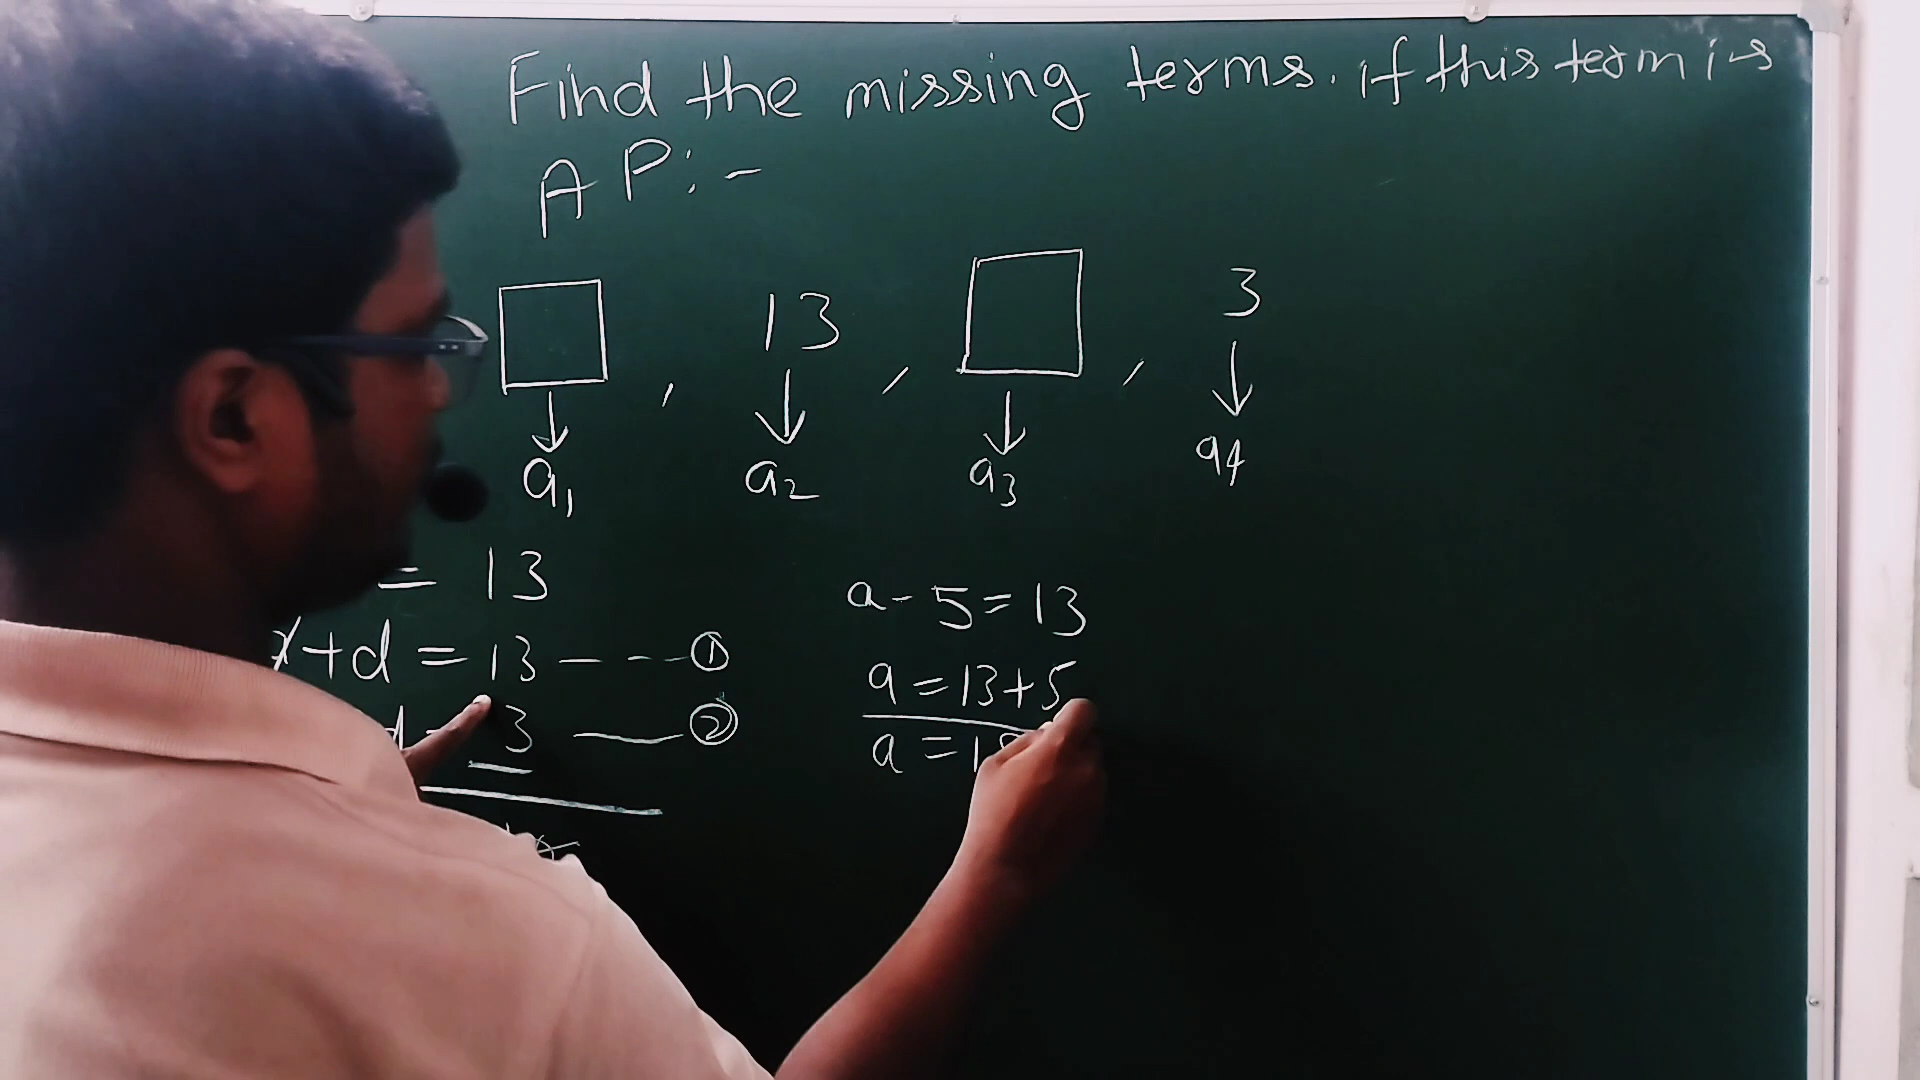 Find the missing terms. if this term is
AP:-
, 13 , , 3
a1 a2 a3 a4
= 13
+d = 13 - - - ①
3 — ②
a - 5 = 13
a = 13+5
a = 1